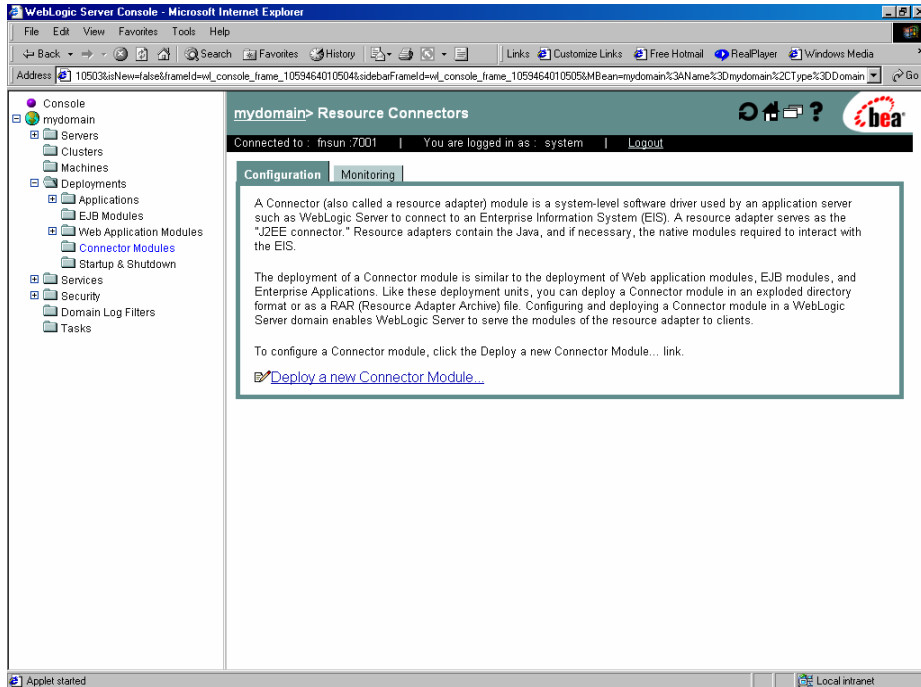 WebLogic Server Console - Microsoft Internet Explorer
File Edit View Favorites Tools Help
Back Search Favorites History Links Customize Links Free Hotmail RealPlayer Windows Media
Address 10503&isNew=false&frameId=wl_console_frame_1059464010504&sidebarFrameId=wl_console_frame_1059464010505&MBean=mydomain%3AName%3Dmydomain%2CType%3DDomain Go
Console
mydomain
Servers
Clusters
Machines
Deployments
Applications
EJB Modules
Web Application Modules
Connector Modules
Startup & Shutdown
Services
Security
Domain Log Filters
Tasks
mydomain> Resource Connectors
?
bea
Connected to : fnsun :7001 | You are logged in as : system | Logout
Configuration Monitoring
A Connector (also called a resource adapter) module is a system-level software driver used by an application server
such as WebLogic Server to connect to an Enterprise Information System (EIS). A resource adapter serves as the
"J2EE connector." Resource adapters contain the Java, and if necessary, the native modules required to interact with
the EIS.
The deployment of a Connector module is similar to the deployment of Web application modules, EJB modules, and
Enterprise Applications. Like these deployment units, you can deploy a Connector module in an exploded directory
format or as a RAR (Resource Adapter Archive) file. Configuring and deploying a Connector module in a WebLogic
Server domain enables WebLogic Server to serve the modules of the resource adapter to clients.
To configure a Connector module, click the Deploy a new Connector Module... link.
Deploy a new Connector Module...
Applet started
Local intranet